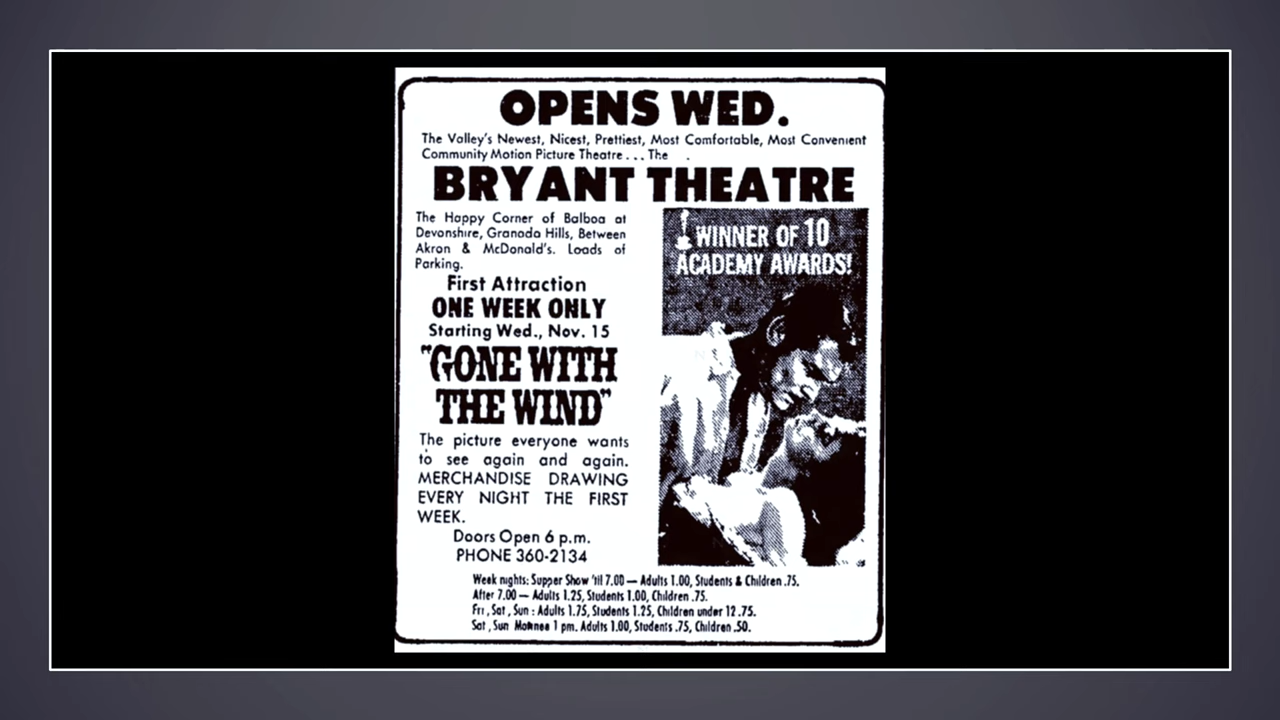 OPENS WED.
The Valley's Newest, Nicest, Prettiest, Most Comfortable, Most Convenient
Community Motion Picture Theatre . . . The
BRYANT THEATRE
The Happy Corner of Balboa at
Devonshire, Granada Hills, Between
Akron & McDonald's. Loads of
Parking.
First Attraction
ONE WEEK ONLY
Starting Wed., Nov. 15
"GONE WITH
THE WIND"
The picture everyone wants
to see again and again.
MERCHANDISE DRAWING
EVERY NIGHT THE FIRST
WEEK.
Doors Open 6 p.m.
PHONE 360-2134
WINNER OF 10
ACADEMY AWARDS!
Week nights: Supper Show 'til 7.00 — Adults 1.00, Students & Children .75.
After 7.00 — Adults 1.25, Students 1.00, Children .75.
Fri, Sat, Sun: Adults 1.75, Students 1.25, Children under 12 .75.
Sat, Sun Matinee 1 pm. Adults 1.00, Students .75, Children .50.